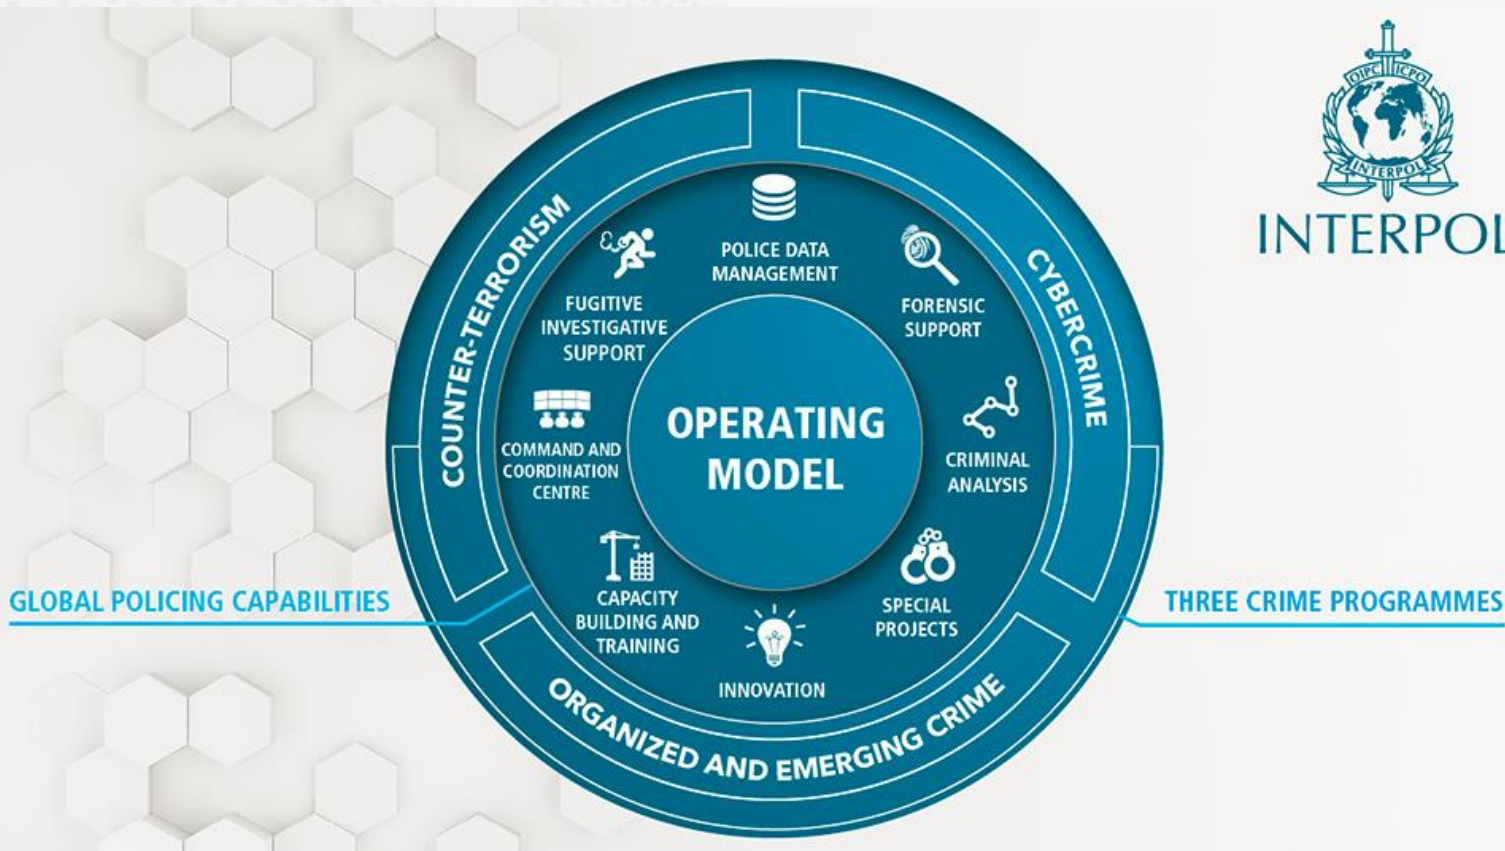 OIPC ICPO
INTERPOL
INTERPOL
COUNTER-TERRORISM
CYBERCRIME
ORGANIZED AND EMERGING CRIME
POLICE DATA
MANAGEMENT
FORENSIC
SUPPORT
CRIMINAL
ANALYSIS
SPECIAL
PROJECTS
INNOVATION
CAPACITY
BUILDING AND
TRAINING
COMMAND AND
COORDINATION
CENTRE
FUGITIVE
INVESTIGATIVE
SUPPORT
OPERATING
MODEL
GLOBAL POLICING CAPABILITIES
THREE CRIME PROGRAMMES